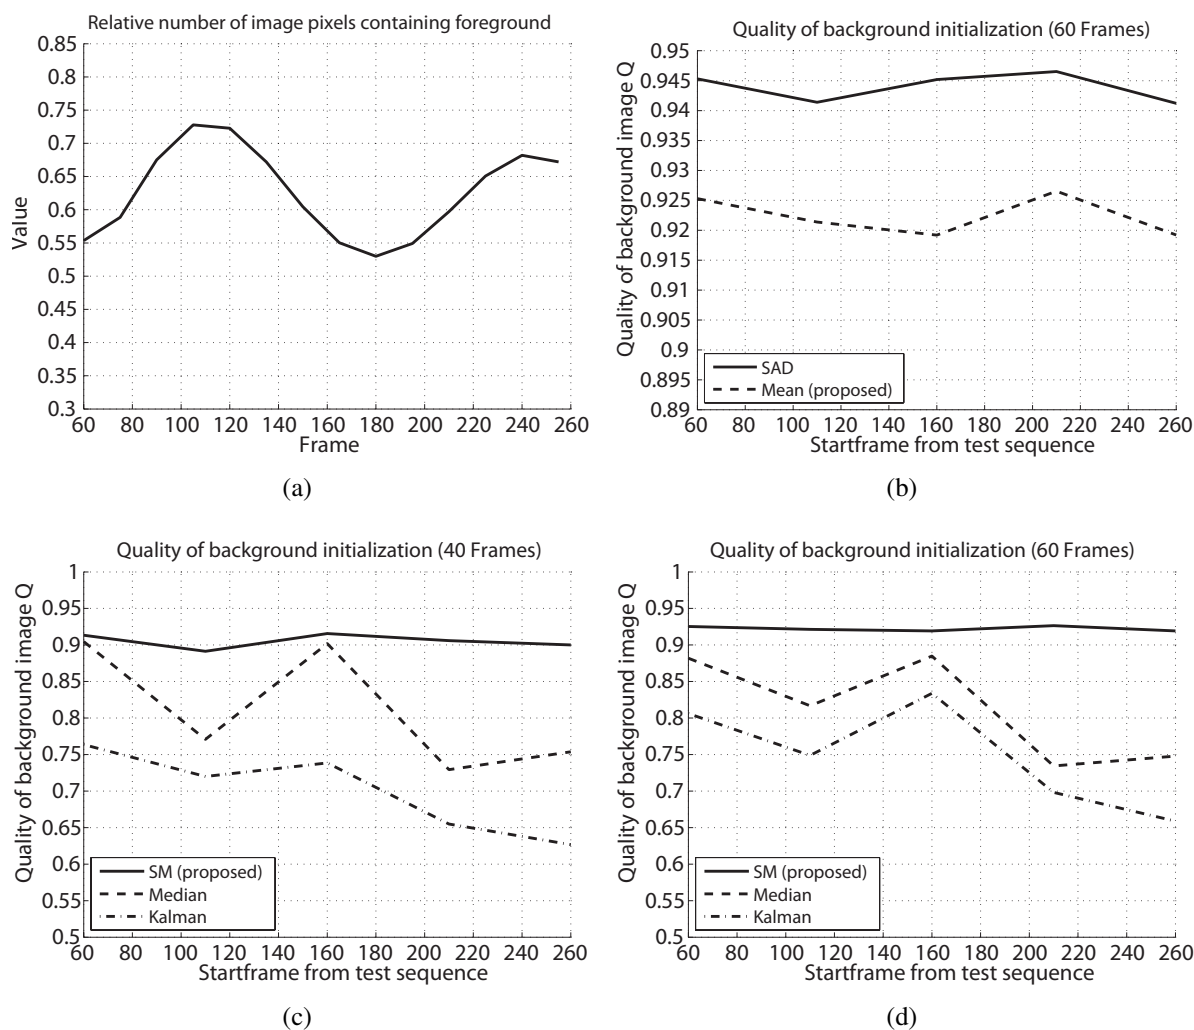 Relative number of image pixels containing foreground
0.85
0.8
0.75
0.7
0.65
0.6
0.55
0.5
0.45
0.4
0.35
0.3
Value
60 80 100 120 140 160 180 200 220 240 260
Frame
(a)
Quality of background initialization (60 Frames)
0.95
0.945
0.94
0.935
0.93
0.925
0.92
0.915
0.91
0.905
0.9
0.895
0.89
Quality of background image Q
SAD
Mean (proposed)
60 80 100 120 140 160 180 200 220 240 260
Startframe from test sequence
(b)
Quality of background initialization (40 Frames)
1
0.95
0.9
0.85
0.8
0.75
0.7
0.65
0.6
0.55
0.5
Quality of background image Q
SM (proposed)
Median
Kalman
60 80 100 120 140 160 180 200 220 240 260
Startframe from test sequence
(c)
Quality of background initialization (60 Frames)
1
0.95
0.9
0.85
0.8
0.75
0.7
0.65
0.6
0.55
0.5
Quality of background image Q
SM (proposed)
Median
Kalman
60 80 100 120 140 160 180 200 220 240 260
Startframe from test sequence
(d)